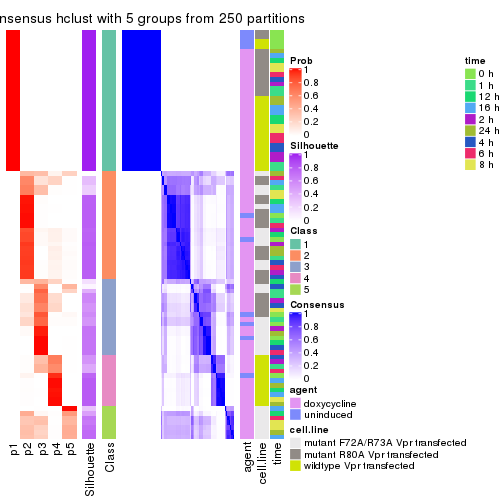 nsensus hclust with 5 groups from 250 partitions
Prob
1
0.8
0.6
0.4
0.2
0
Silhouette
1
0.8
0.6
0.4
0.2
0
Class
1
2
3
4
5
Consensus
1
0.8
0.6
0.4
0.2
0
agent
doxycycline
uninduced
cell.line
mutant F72A/R73A Vpr transfected
mutant R80A Vpr transfected
wildtype Vpr transfected
time
0 h
1 h
12 h
16 h
2 h
24 h
4 h
6 h
8 h
p1
p2
p3
p4
p5
Silhouette
Class
agent
cell.line
time